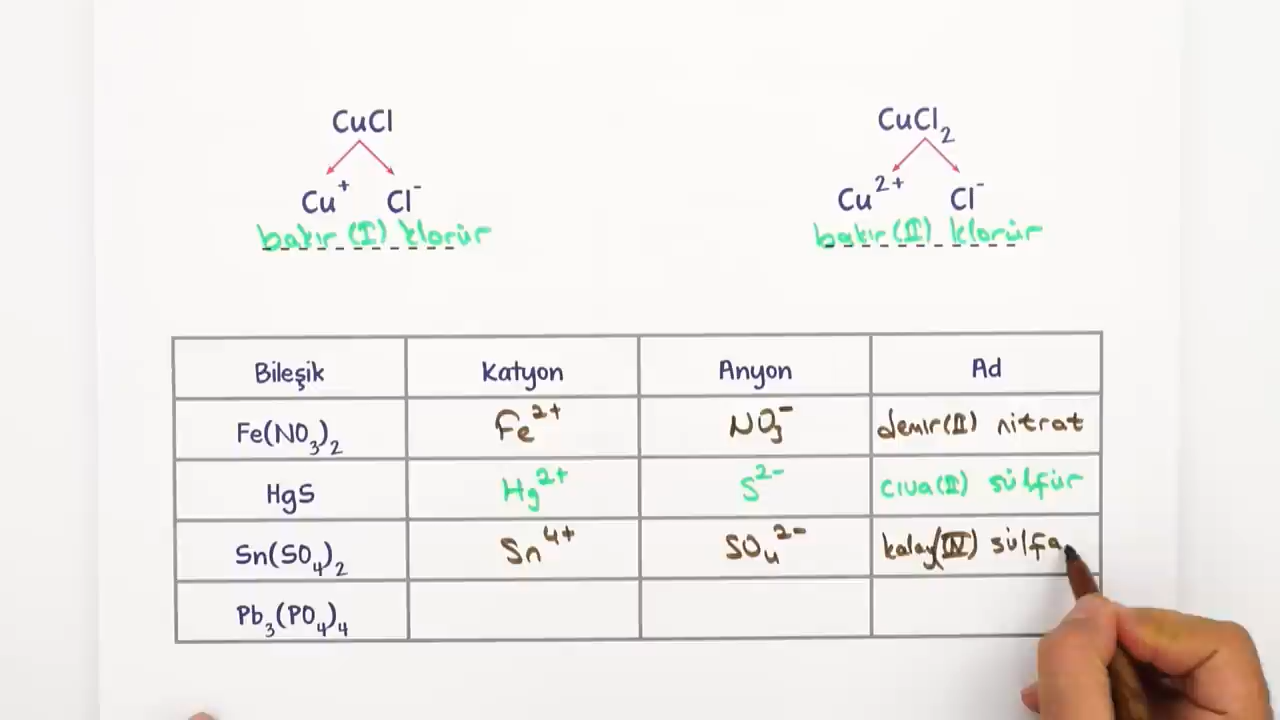 CuCl
Cu⁺ Cl⁻
bakır (I) klorür
CuCl₂
Cu²⁺ Cl⁻
bakır (II) klorür
Bileşik Katyon Anyon Ad
Fe(NO₃)₂ Fe²⁺ NO₃⁻ demir(II) nitrat
HgS Hg²⁺ S²⁻ cıva(II) sülfür
Sn(SO₄)₂ Sn⁴⁺ SO₄²⁻ kalay(IV) sülfa
Pb₃(PO₄)₄